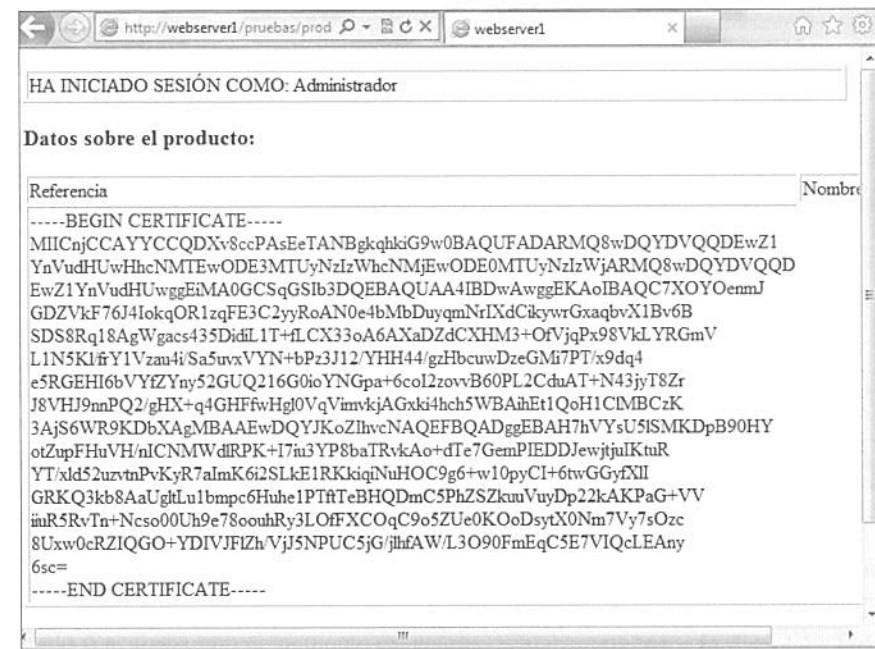 http://webserver1/pruebas/prod
webserver1
HA INICIADO SESIÓN COMO: Administrador
Datos sobre el producto:
Referencia
Nombre
-----BEGIN CERTIFICATE-----
MIICnjCCAYYCCQDXv8ccPAsEeTANBgkqhkiG9w0BAQUFADARMQ8wDQYDVQQDEwZ1
YnVudHUwHhcNMTEwODE3MTUyNzIzWhcNMjEwODE0MTUyNzIzWjARMQ8wDQYDVQQD
EwZ1YnVudHUwggEiMA0GCSqGSIb3DQEBAQUAA4IBDwAwggEKAoIBAQC7XOYOenmJ
GDZVkF76J4IokqOR1zqFE3C2yyRoAN0e4bMbDuyqmNrIXdCikywrGxaqbvX1Bv6B
SDS8Rq18AgWgacs435DidiL1T+fLCX33oA6AXaDZdCXHM3+OfVjqPx98VkLYRGmV
L1N5Kl/frY1Vzau4i/Sa5uvxVYN+bPz3J12/YHH44/gzHbcuwDzeGMi7PT/x9dq4
e5RGEHI6bVYfZYny52GUQ216G0ioYNGpa+6coI2zovvB60PL2CduAT+N43jyT8Zr
J8VHJ9nnPQ2/gHX+q4GHFfwHgl0VqVimvkjAGxki4hch5WBAihEt1QoH1ClMBCzK
3AjS6WR9KDbXAgMBAAEwDQYJKoZIhvcNAQEFBQADggEBAH7hVYsU5lSMKDpB90HY
otZupFHuVH/nICNMWdlRPK+I7iu3YP8baTRvkAo+dTe7GemPIEDDJewjtjuIKtuR
YT/xld52uzvtnPvKyR7aImK6i2SLkE1RKkiqiNuHOC9g6+w10pyCI+6twGGyfXlI
GRKQ3kb8AaUgltLu1bmpc6Huhe1PTftTeBHQDmC5PhZSZkuuVuyDp22kAKPaG+VV
iiuR5RvTn+Ncso00Uh9e78oouhRy3LOfFXCOqC9o5ZUe0KOoDsytX0Nm7Vy7sOzc
8Uxw0cRZIQGO+YDIVJFlZh/VjJ5NPUC5jG/jlhfAW/L3O90FmEqC5E7VIQcLEAny
6sc=
-----END CERTIFICATE-----